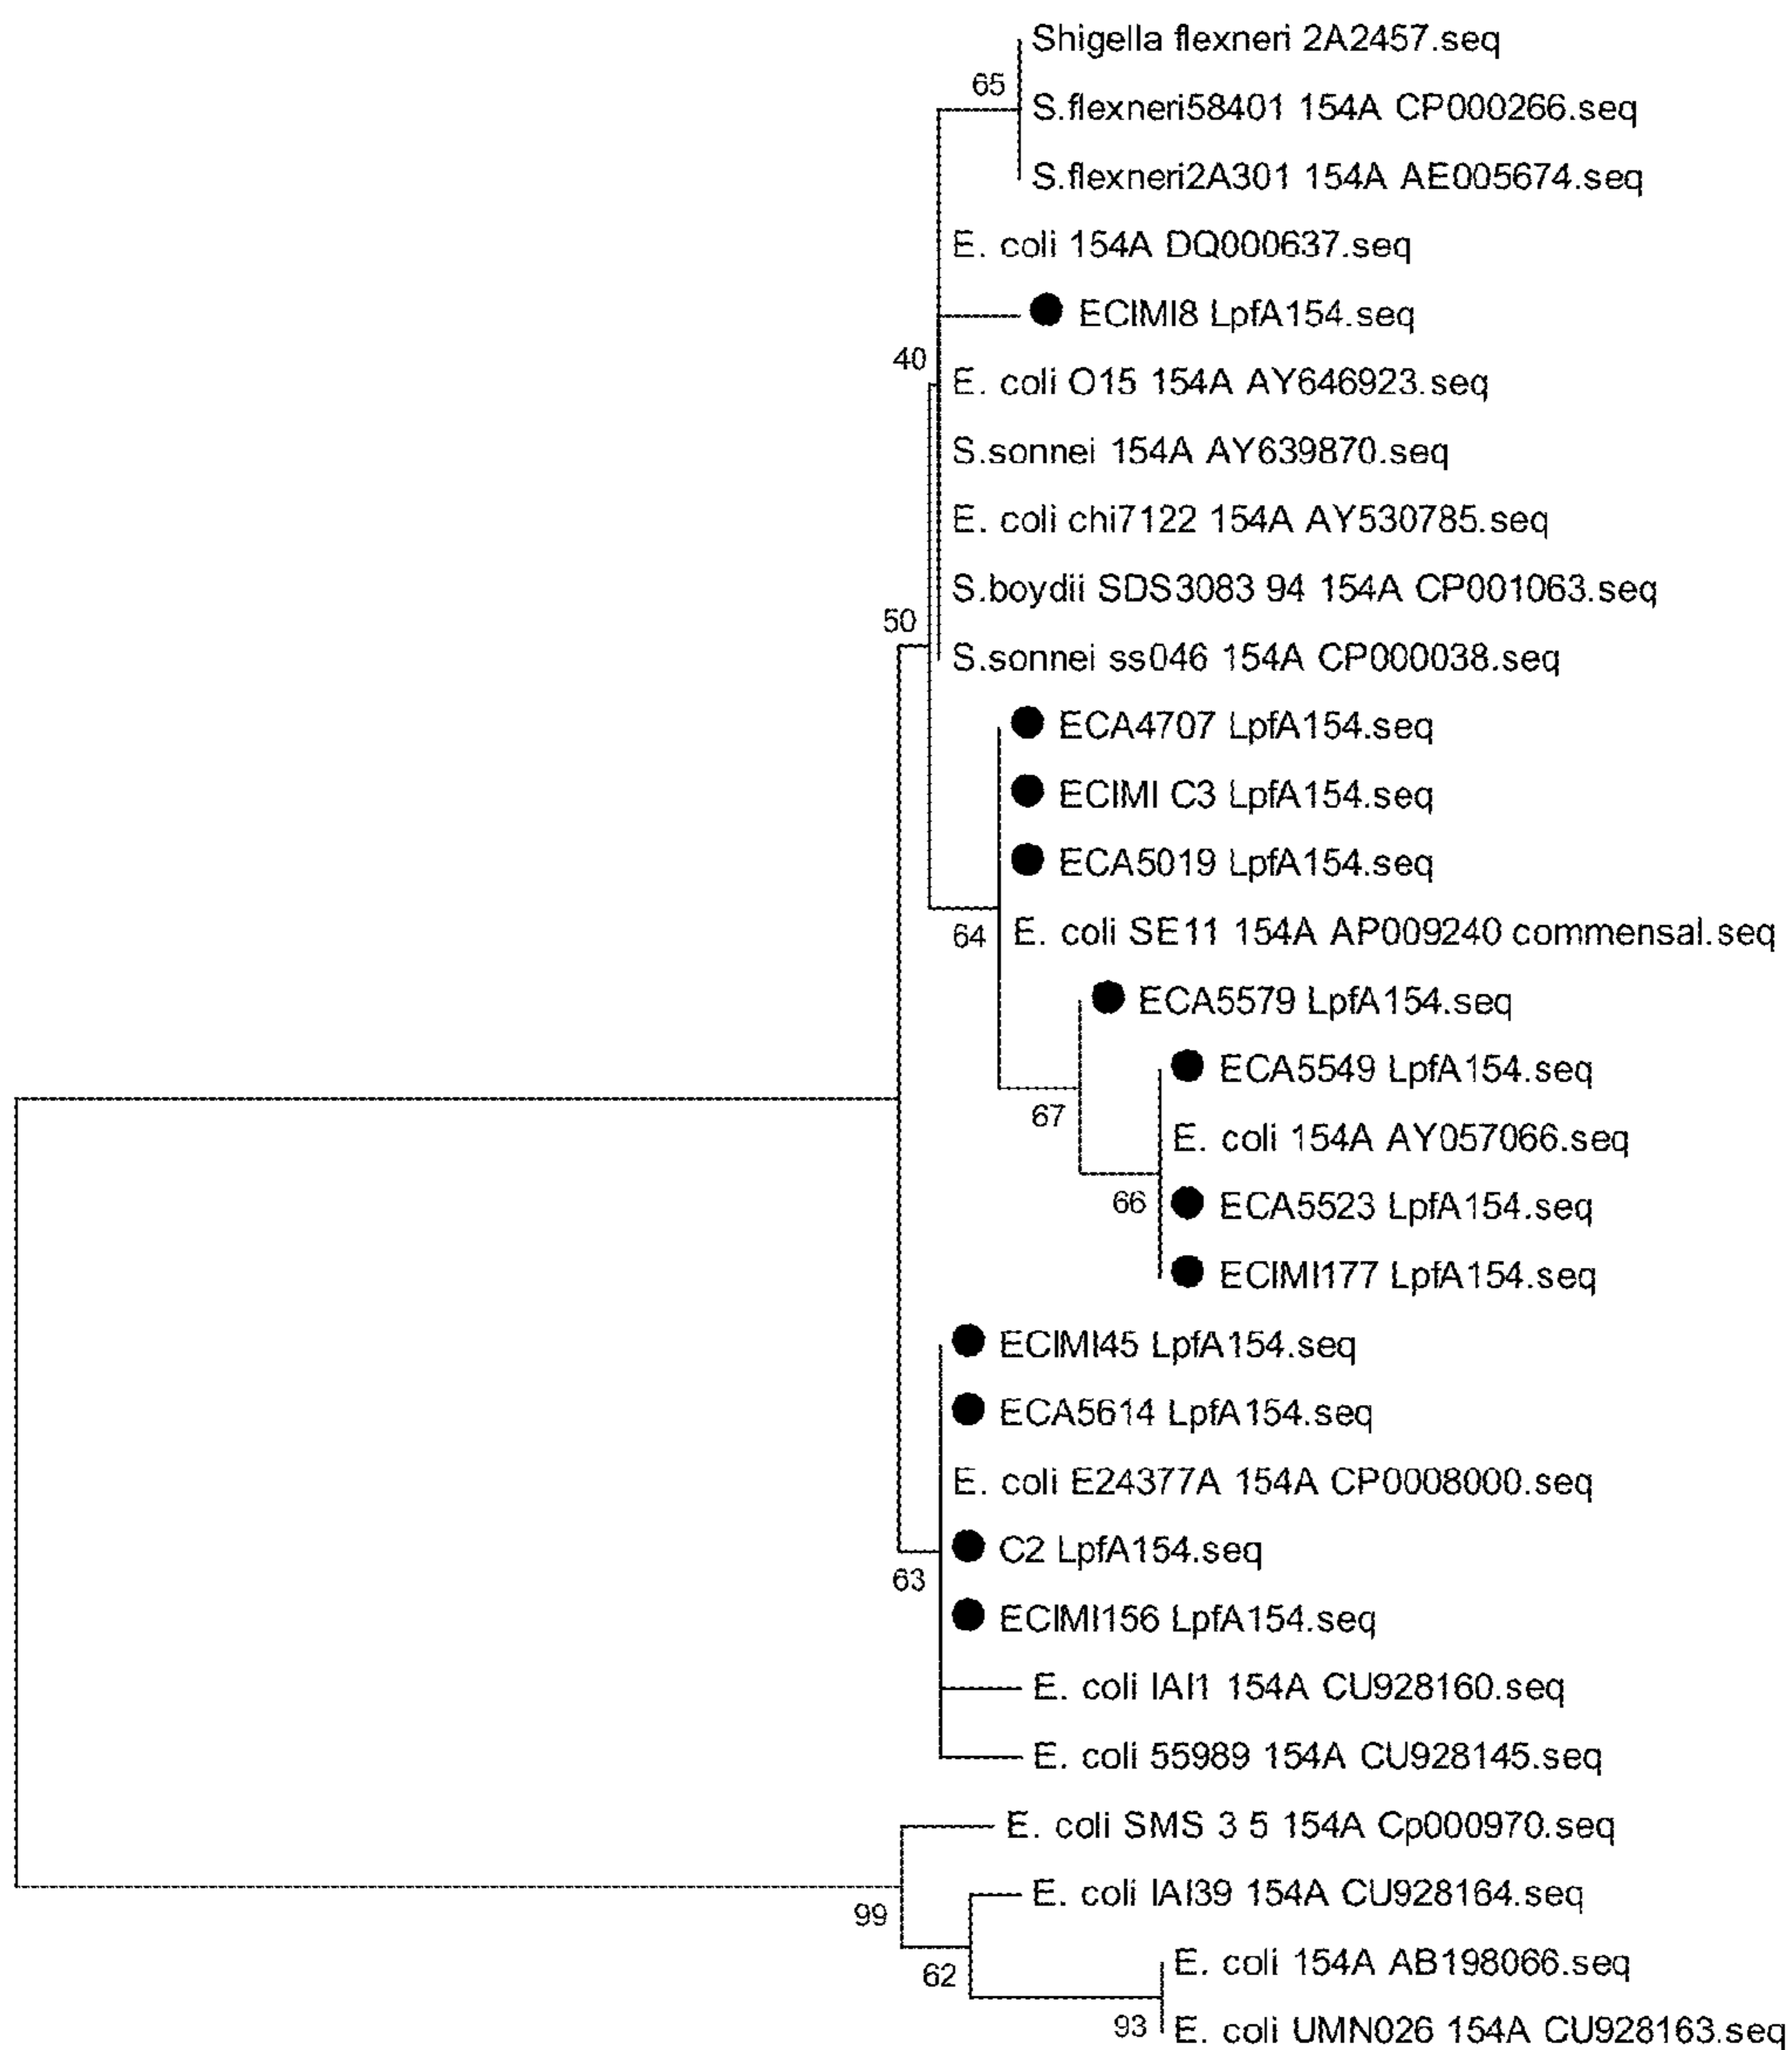 Shigella flexneri 2A2457.seq
65
S.flexneri58401 154A CP000266.seq
S.flexneri2A301 154A AE005674.seq
E. coli 154A DQ000637.seq
ECIMI8 LpfA154.seq
40
E. coli O15 154A AY646923.seq
S.sonnei 154A AY639870.seq
E. coli chi7122 154A AY530785.seq
S.boydii SDS3083 94 154A CP001063.seq
50
S.sonnei ss046 154A CP000038.seq
ECA4707 LpfA154.seq
ECIMI C3 LpfA154.seq
ECA5019 LpfA154.seq
64
E. coli SE11 154A AP009240 commensal.seq
ECA5579 LpfA154.seq
ECA5549 LpfA154.seq
67
E. coli 154A AY057066.seq
66
ECA5523 LpfA154.seq
ECIMI177 LpfA154.seq
ECIMI45 LpfA154.seq
ECA5614 LpfA154.seq
E. coli E24377A 154A CP0008000.seq
C2 LpfA154.seq
63
ECIMI156 LpfA154.seq
E. coli IAI1 154A CU928160.seq
E. coli 55989 154A CU928145.seq
E. coli SMS 3 5 154A Cp000970.seq
E. coli IAI39 154A CU928164.seq
99
E. coli 154A AB198066.seq
62
93
E. coli UMN026 154A CU928163.seq